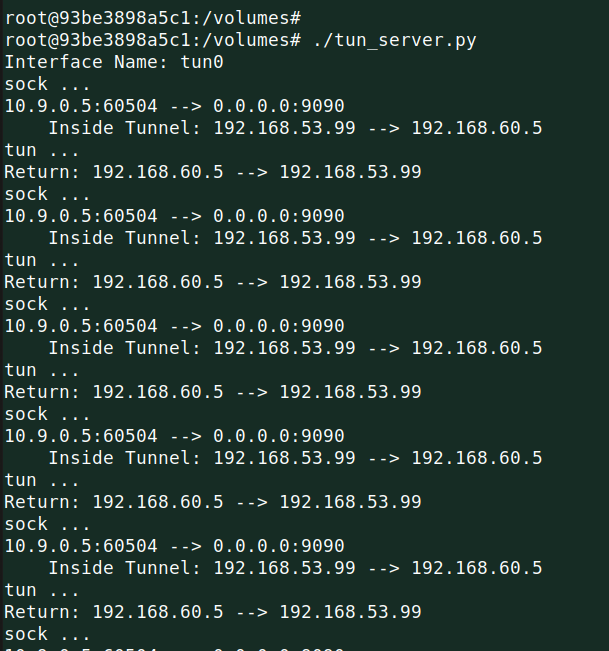 root@93be3898a5c1:/volumes#
root@93be3898a5c1:/volumes# ./tun_server.py
Interface Name: tun0
sock ...
10.9.0.5:60504 --> 0.0.0.0:9090
    Inside Tunnel: 192.168.53.99 --> 192.168.60.5
tun ...
Return: 192.168.60.5 --> 192.168.53.99
sock ...
10.9.0.5:60504 --> 0.0.0.0:9090
    Inside Tunnel: 192.168.53.99 --> 192.168.60.5
tun ...
Return: 192.168.60.5 --> 192.168.53.99
sock ...
10.9.0.5:60504 --> 0.0.0.0:9090
    Inside Tunnel: 192.168.53.99 --> 192.168.60.5
tun ...
Return: 192.168.60.5 --> 192.168.53.99
sock ...
10.9.0.5:60504 --> 0.0.0.0:9090
    Inside Tunnel: 192.168.53.99 --> 192.168.60.5
tun ...
Return: 192.168.60.5 --> 192.168.53.99
sock ...
10.9.0.5:60504 --> 0.0.0.0:9090
    Inside Tunnel: 192.168.53.99 --> 192.168.60.5
tun ...
Return: 192.168.60.5 --> 192.168.53.99
sock ...